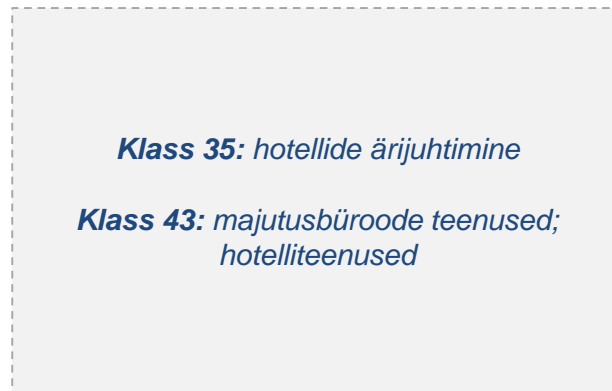 Klass 35: hotellide ärijuhtimine
Klass 43: majutusbüroode teenused;
hotelliteenused